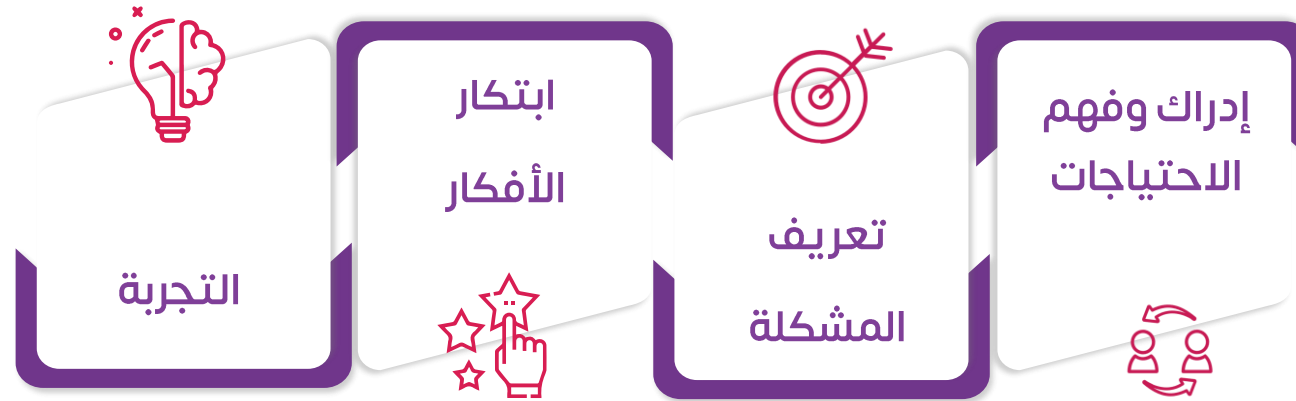 إدراك وفهم
الاحتياجات
تعريف
المشكلة
ابتكار
الأفكار
التجربة